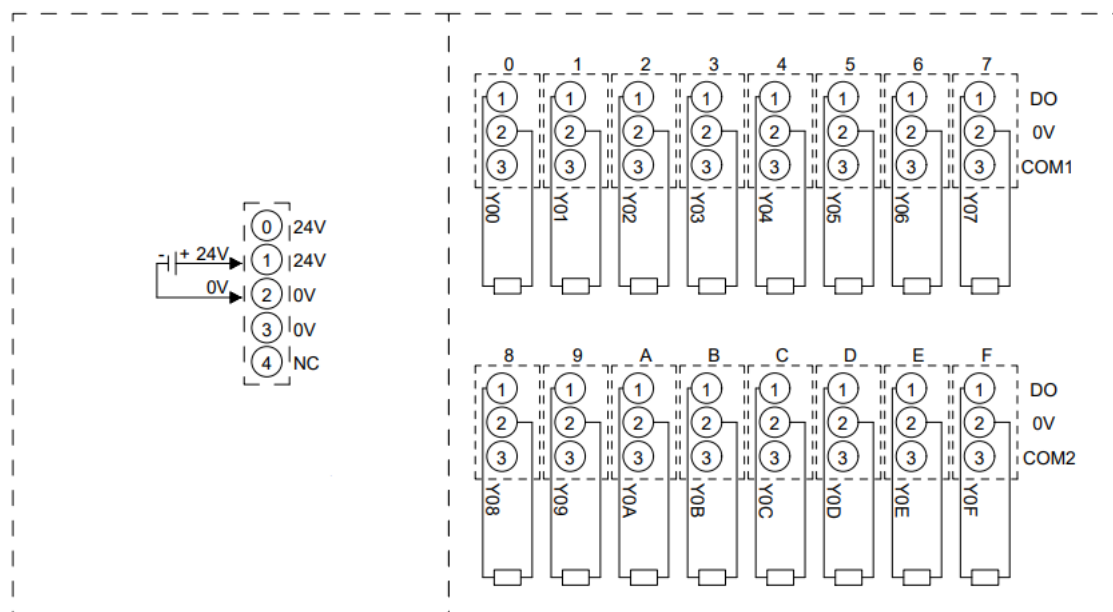 0 1 2 3 4 5 6 7
1 1 1 1 1 1 1 1 DO
2 2 2 2 2 2 2 2 0V
3 3 3 3 3 3 3 3 COM1
Y00 Y01 Y02 Y03 Y04 Y05 Y06 Y07
0 24V
- + 24V 1 24V
0V 2 0V
3 0V
4 NC
8 9 A B C D E F
1 1 1 1 1 1 1 1 DO
2 2 2 2 2 2 2 2 0V
3 3 3 3 3 3 3 3 COM2
Y08 Y09 Y0A Y0B Y0C Y0D Y0E Y0F